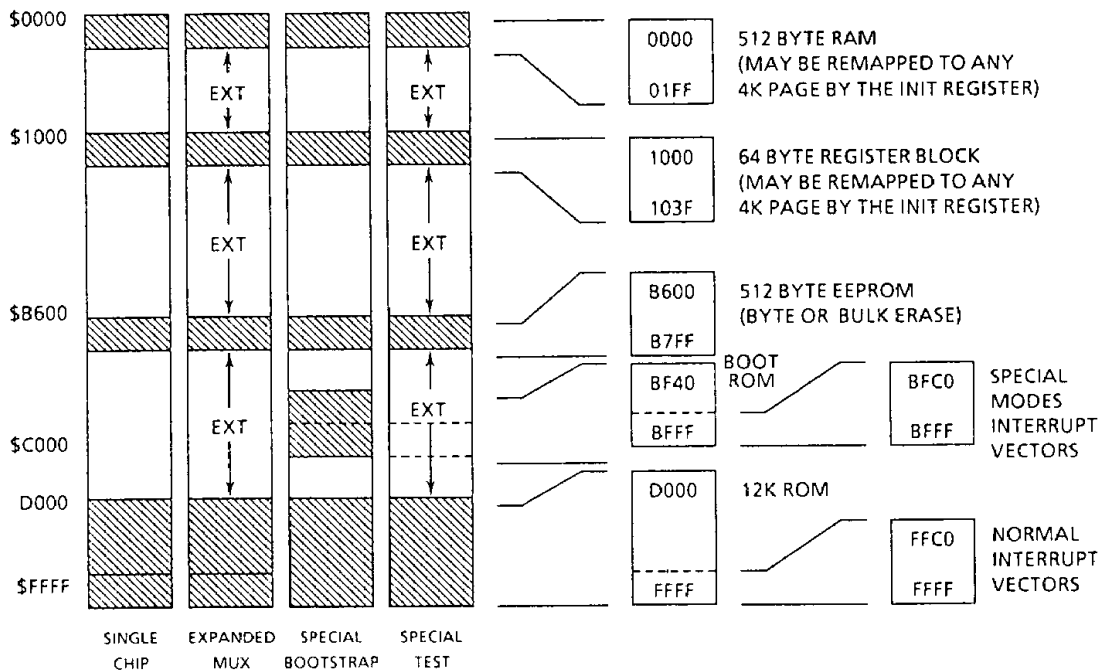 $0000
$1000
$B600
$C000
D000
$FFFF
EXT
EXT
EXT
EXT
EXT
EXT
SINGLE
CHIP
EXPANDED
MUX
SPECIAL
BOOTSTRAP
SPECIAL
TEST
0000
01FF
512 BYTE RAM
(MAY BE REMAPPED TO ANY
4K PAGE BY THE INIT REGISTER)
1000
103F
64 BYTE REGISTER BLOCK
(MAY BE REMAPPED TO ANY
4K PAGE BY THE INIT REGISTER)
B600
B7FF
512 BYTE EEPROM
(BYTE OR BULK ERASE)
BOOT
ROM
BF40
BFFF
BFC0
BFFF
SPECIAL
MODES
INTERRUPT
VECTORS
D000
FFFF
12K ROM
FFC0
FFFF
NORMAL
INTERRUPT
VECTORS